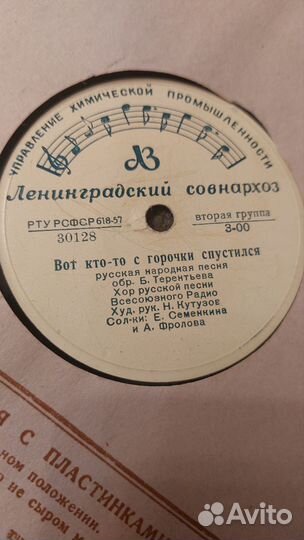 УПРАВЛЕНИЕ ХИМИЧЕСКОЙ ПРОМЫШЛЕННОСТИ
ЛВ
Ленинградский совнархоз
РТУ РСФСР 618-57
30128
вторая группа
3-00
Вот кто-то с горочки спустился
русская народная песня
обр. Б. Терентьева
Хор русской песни
Всесоюзного Радио
Худ. рук. Н. Кутузов
Сол-ки: Е. Семенкина
и А. Фролова
Я С ПЛАСТИНКАМИ
ном положении.
не сыром
Avito